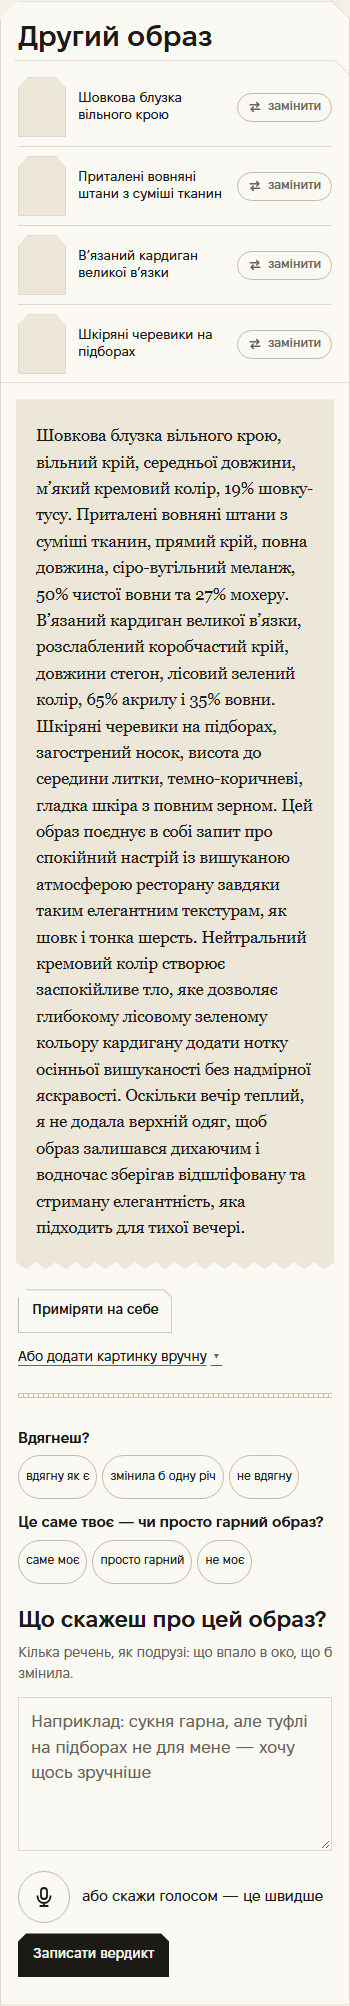 Другий образ
Шовкова блузка
вільного крою
замінити
Приталені вовняні
штани з суміші тканин
замінити
В’язаний кардиган
великої в’язки
замінити
Шкіряні черевики на
підборах
замінити
Шовкова блузка вільного крою,
вільний крій, середньої довжини,
м’який кремовий колір, 19% шовку-
тусу. Приталені вовняні штани з
суміші тканин, прямий крій, повна
довжина, сіро-вугільний меланж,
50% чистої вовни та 27% мохеру.
В’язаний кардиган великої в’язки,
розслаблений коробчастий крій,
довжини стегон, лісовий зелений
колір, 65% акрилу і 35% вовни.
Шкіряні черевики на підборах,
загострений носок, висота до
середини литки, темно-коричневі,
гладка шкіра з повним зерном. Цей
образ поєднує в собі запит про
спокійний настрій із вишуканою
атмосферою ресторану завдяки
таким елегантним текстурам, як
шовк і тонка шерсть. Нейтральний
кремовий колір створює
заспокійливе тло, яке дозволяє
глибокому лісовому зеленому
кольору кардигану додати нотку
осінньої вишуканості без надмірної
яскравості. Оскільки вечір теплий,
я не додала верхній одяг, щоб
образ залишався дихаючим і
водночас зберігав відшліфовану та
стриману елегантність, яка
підходить для тихої вечері.
Приміряти на себе
Або додати картинку вручну
Вдягнеш?
вдягну як є
змінила б одну річ
не вдягну
Це саме твоє — чи просто гарний образ?
саме моє
просто гарний
не моє
Що скажеш про цей образ?
Кілька речень, як подрузі: що впало в око, що б
змінила.
Наприклад: сукня гарна, але туфлі
на підборах не для мене — хочу
щось зручніше
або скажи голосом — це швидше
Записати вердикт